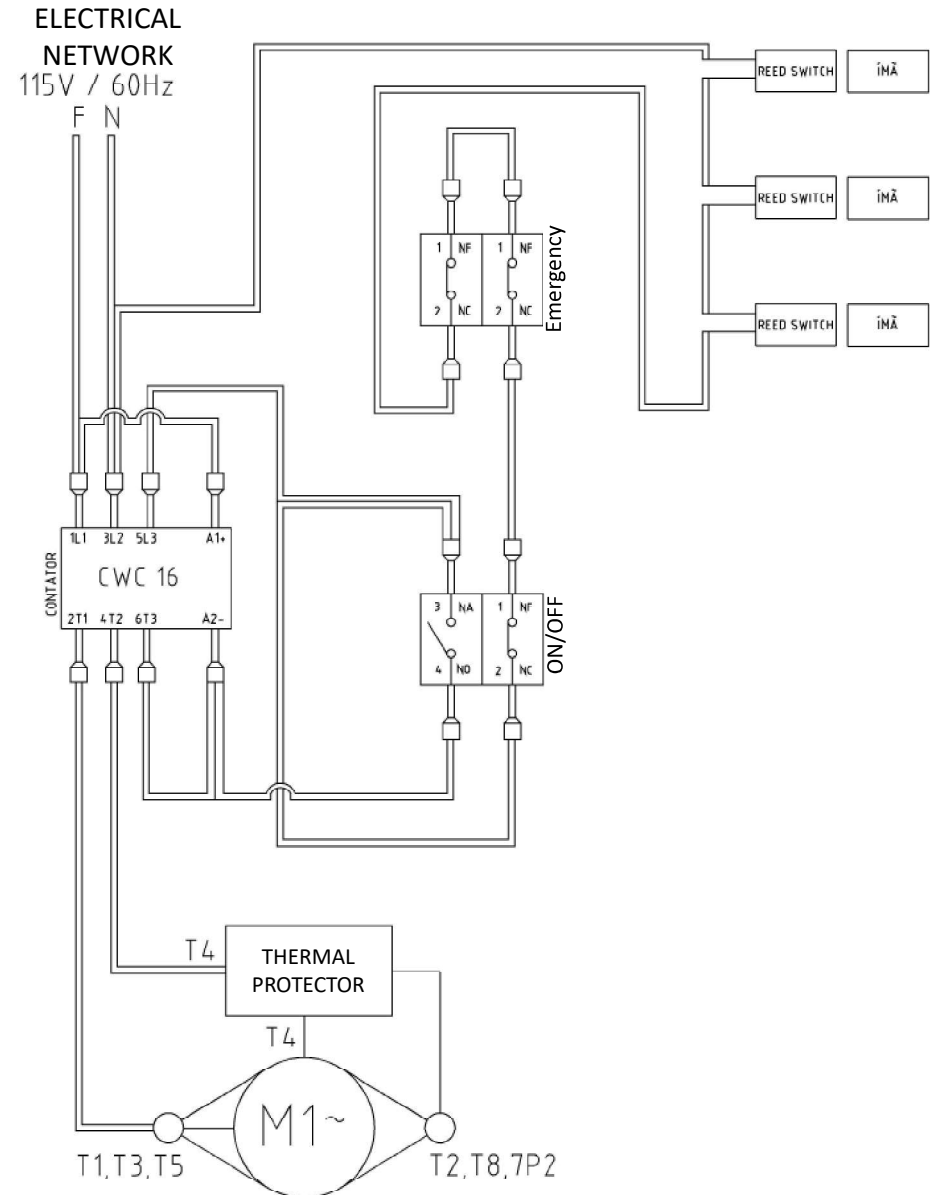 ELECTRICAL
NETWORK
115V / 60Hz
F N
REED SWITCH ÍMÃ
REED SWITCH ÍMÃ
REED SWITCH ÍMÃ
1 NF 1 NF
2 NC 2 NC
Emergency
1L1 3L2 5L3 A1+
CONTATOR
CWC 16
2T1 4T2 6T3 A2-
3 NA 1 NF
4 NO 2 NC
ON/OFF
T4
THERMAL
PROTECTOR
T4
M1~
T1,T3,T5
T2,T8,7P2